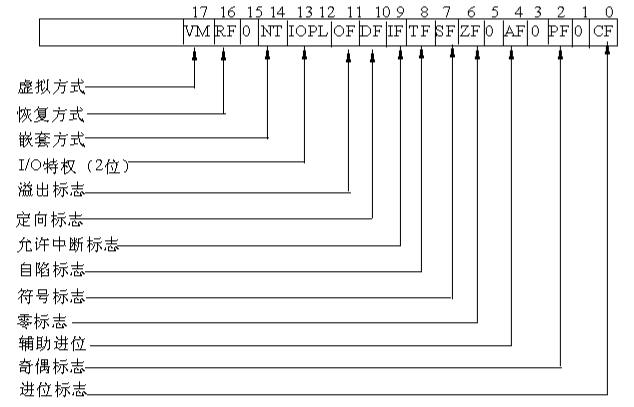 17 16 15 14 13 12 11 10 9 8 7 6 5 4 3 2 1 0
VM RF 0 NT IOPL OF DF IF TF SF ZF 0 AF 0 PF 0 CF
虚拟方式
恢复方式
嵌套方式
I/O特权（2位）
溢出标志
定向标志
允许中断标志
自陷标志
符号标志
零标志
辅助进位
奇偶标志
进位标志